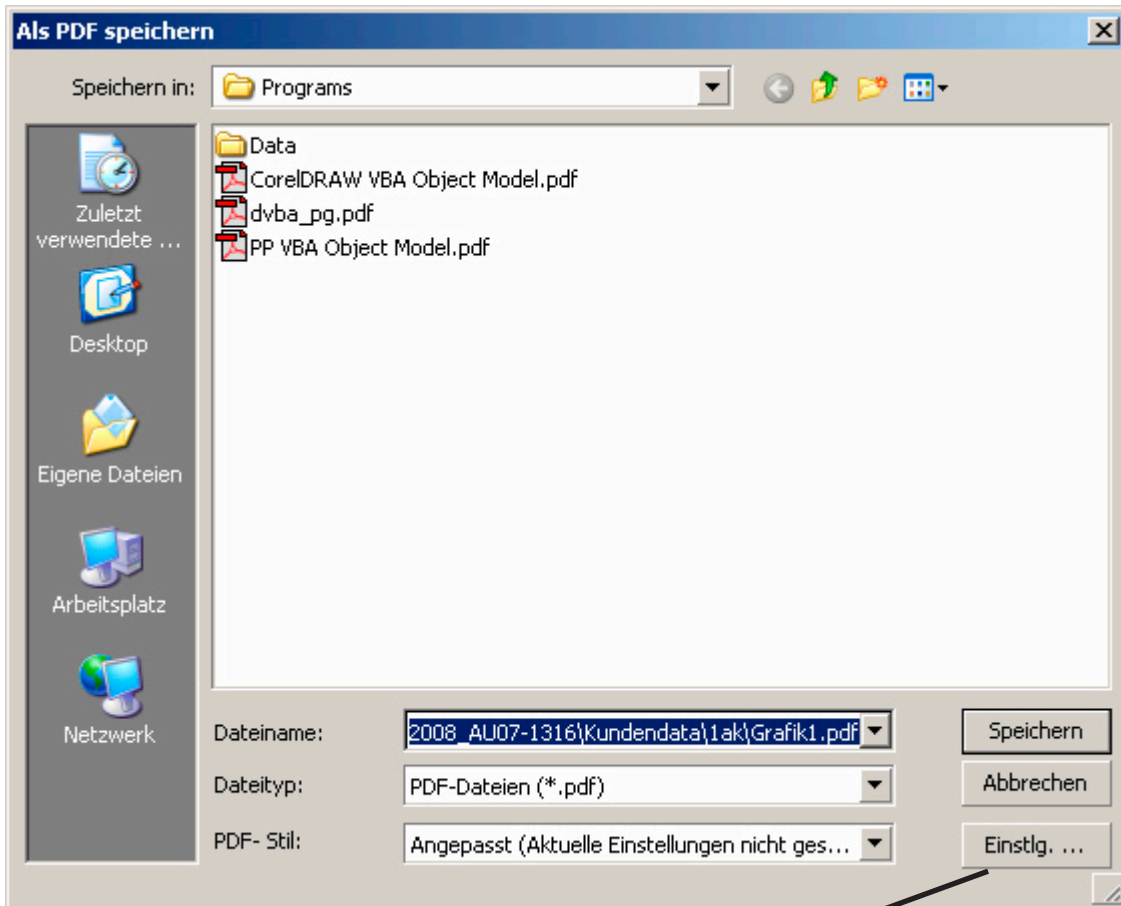 Als PDF speichern
Speichern in:
Programs
Data
CorelDRAW VBA Object Model.pdf
dvba_pg.pdf
PP VBA Object Model.pdf
Zuletzt
verwendete ...
Desktop
Eigene Dateien
Arbeitsplatz
Netzwerk
Dateiname:
2008_AU07-1316\Kundendata\1ak\Grafik1.pdf
Speichern
Dateityp:
PDF-Dateien (*.pdf)
Abbrechen
PDF- Stil:
Angepasst (Aktuelle Einstellungen nicht ges...
Einstlg. ...